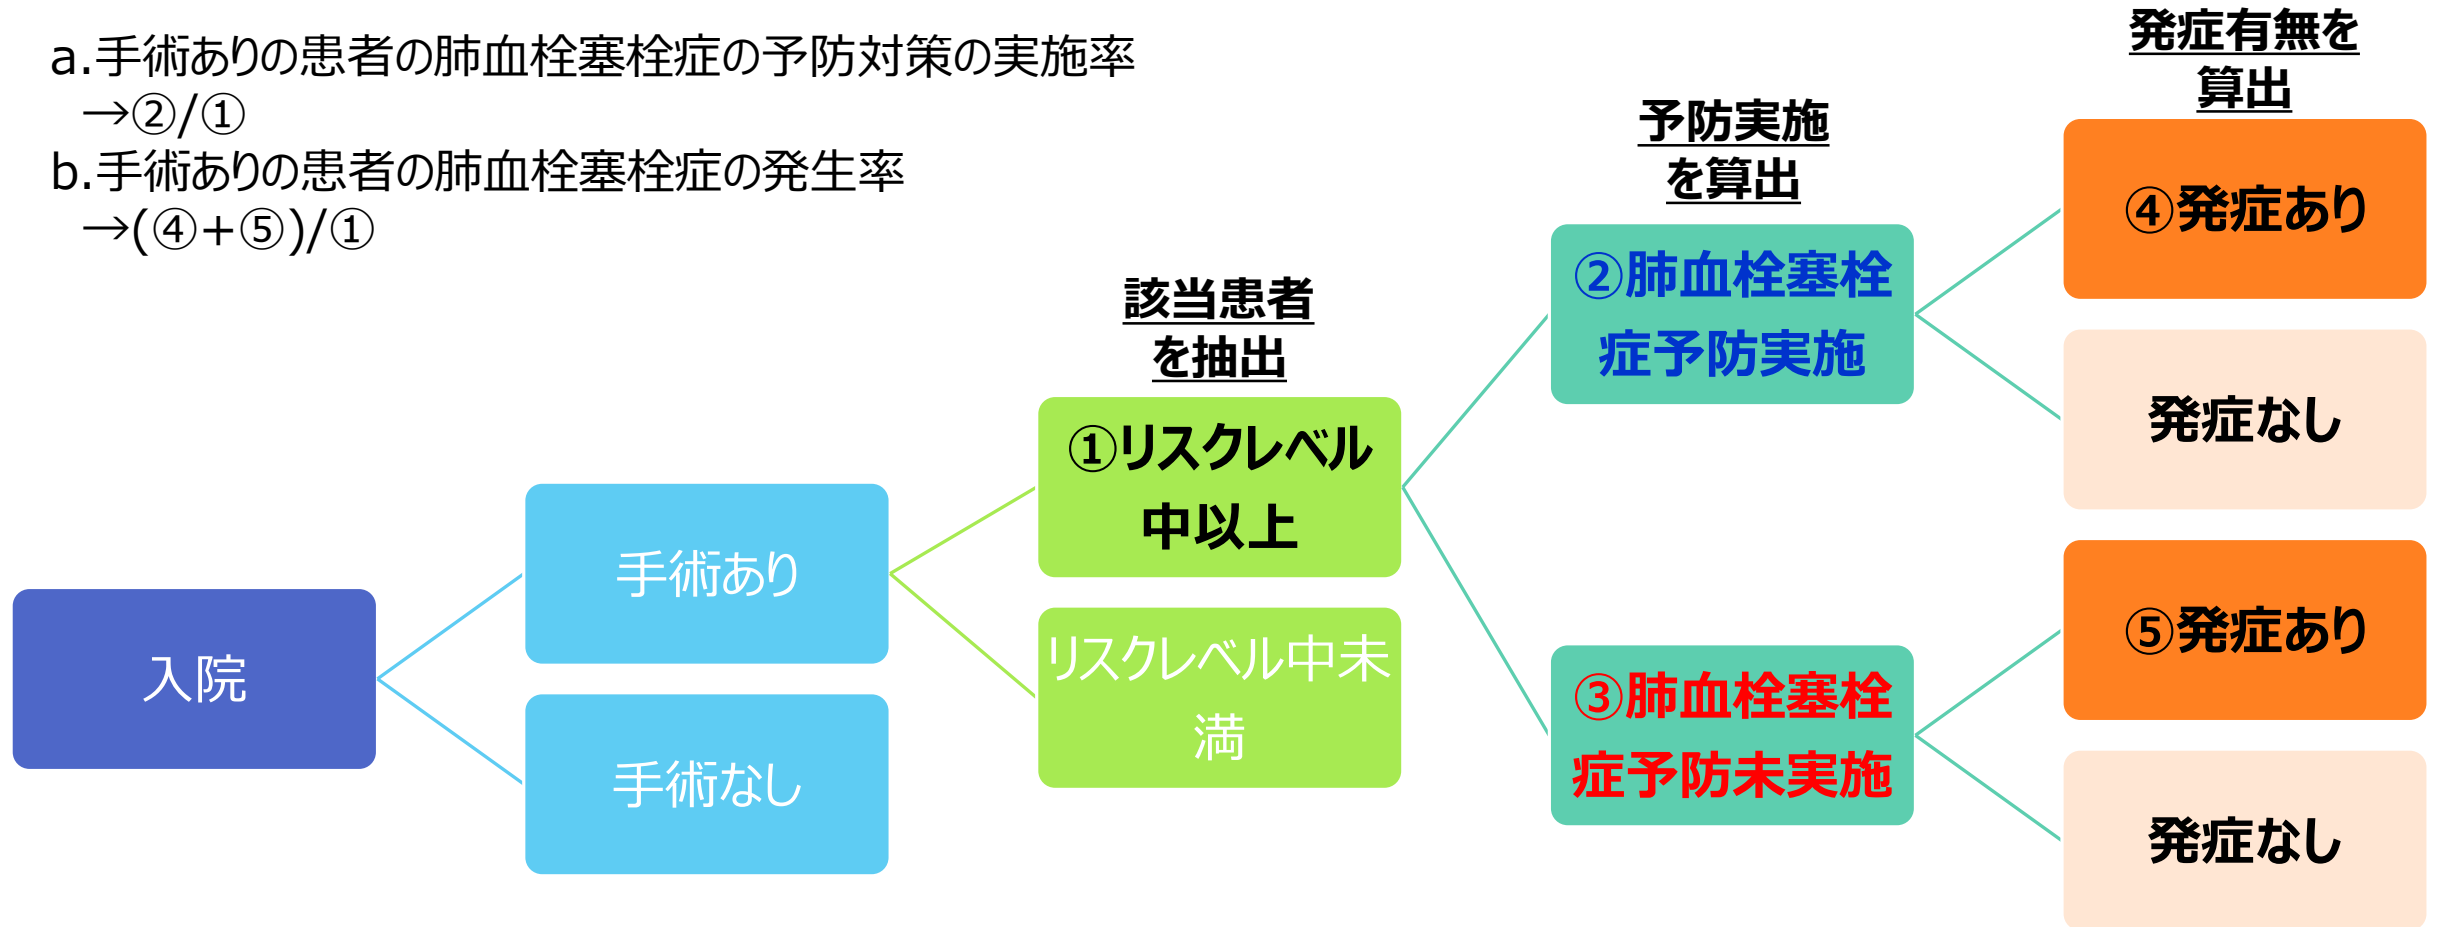 a.手術ありの患者の肺血栓塞栓症の予防対策の実施率
→②/①
b.手術ありの患者の肺血栓塞栓症の発生率
→(④+⑤)/①
入院
手術あり
手術なし
該当患者
を抽出
①リスクレベル
中以上
リスクレベル中未
満
予防実施
を算出
②肺血栓塞栓
症予防実施
③肺血栓塞栓
症予防未実施
発症有無を
算出
④発症あり
発症なし
⑤発症あり
発症なし